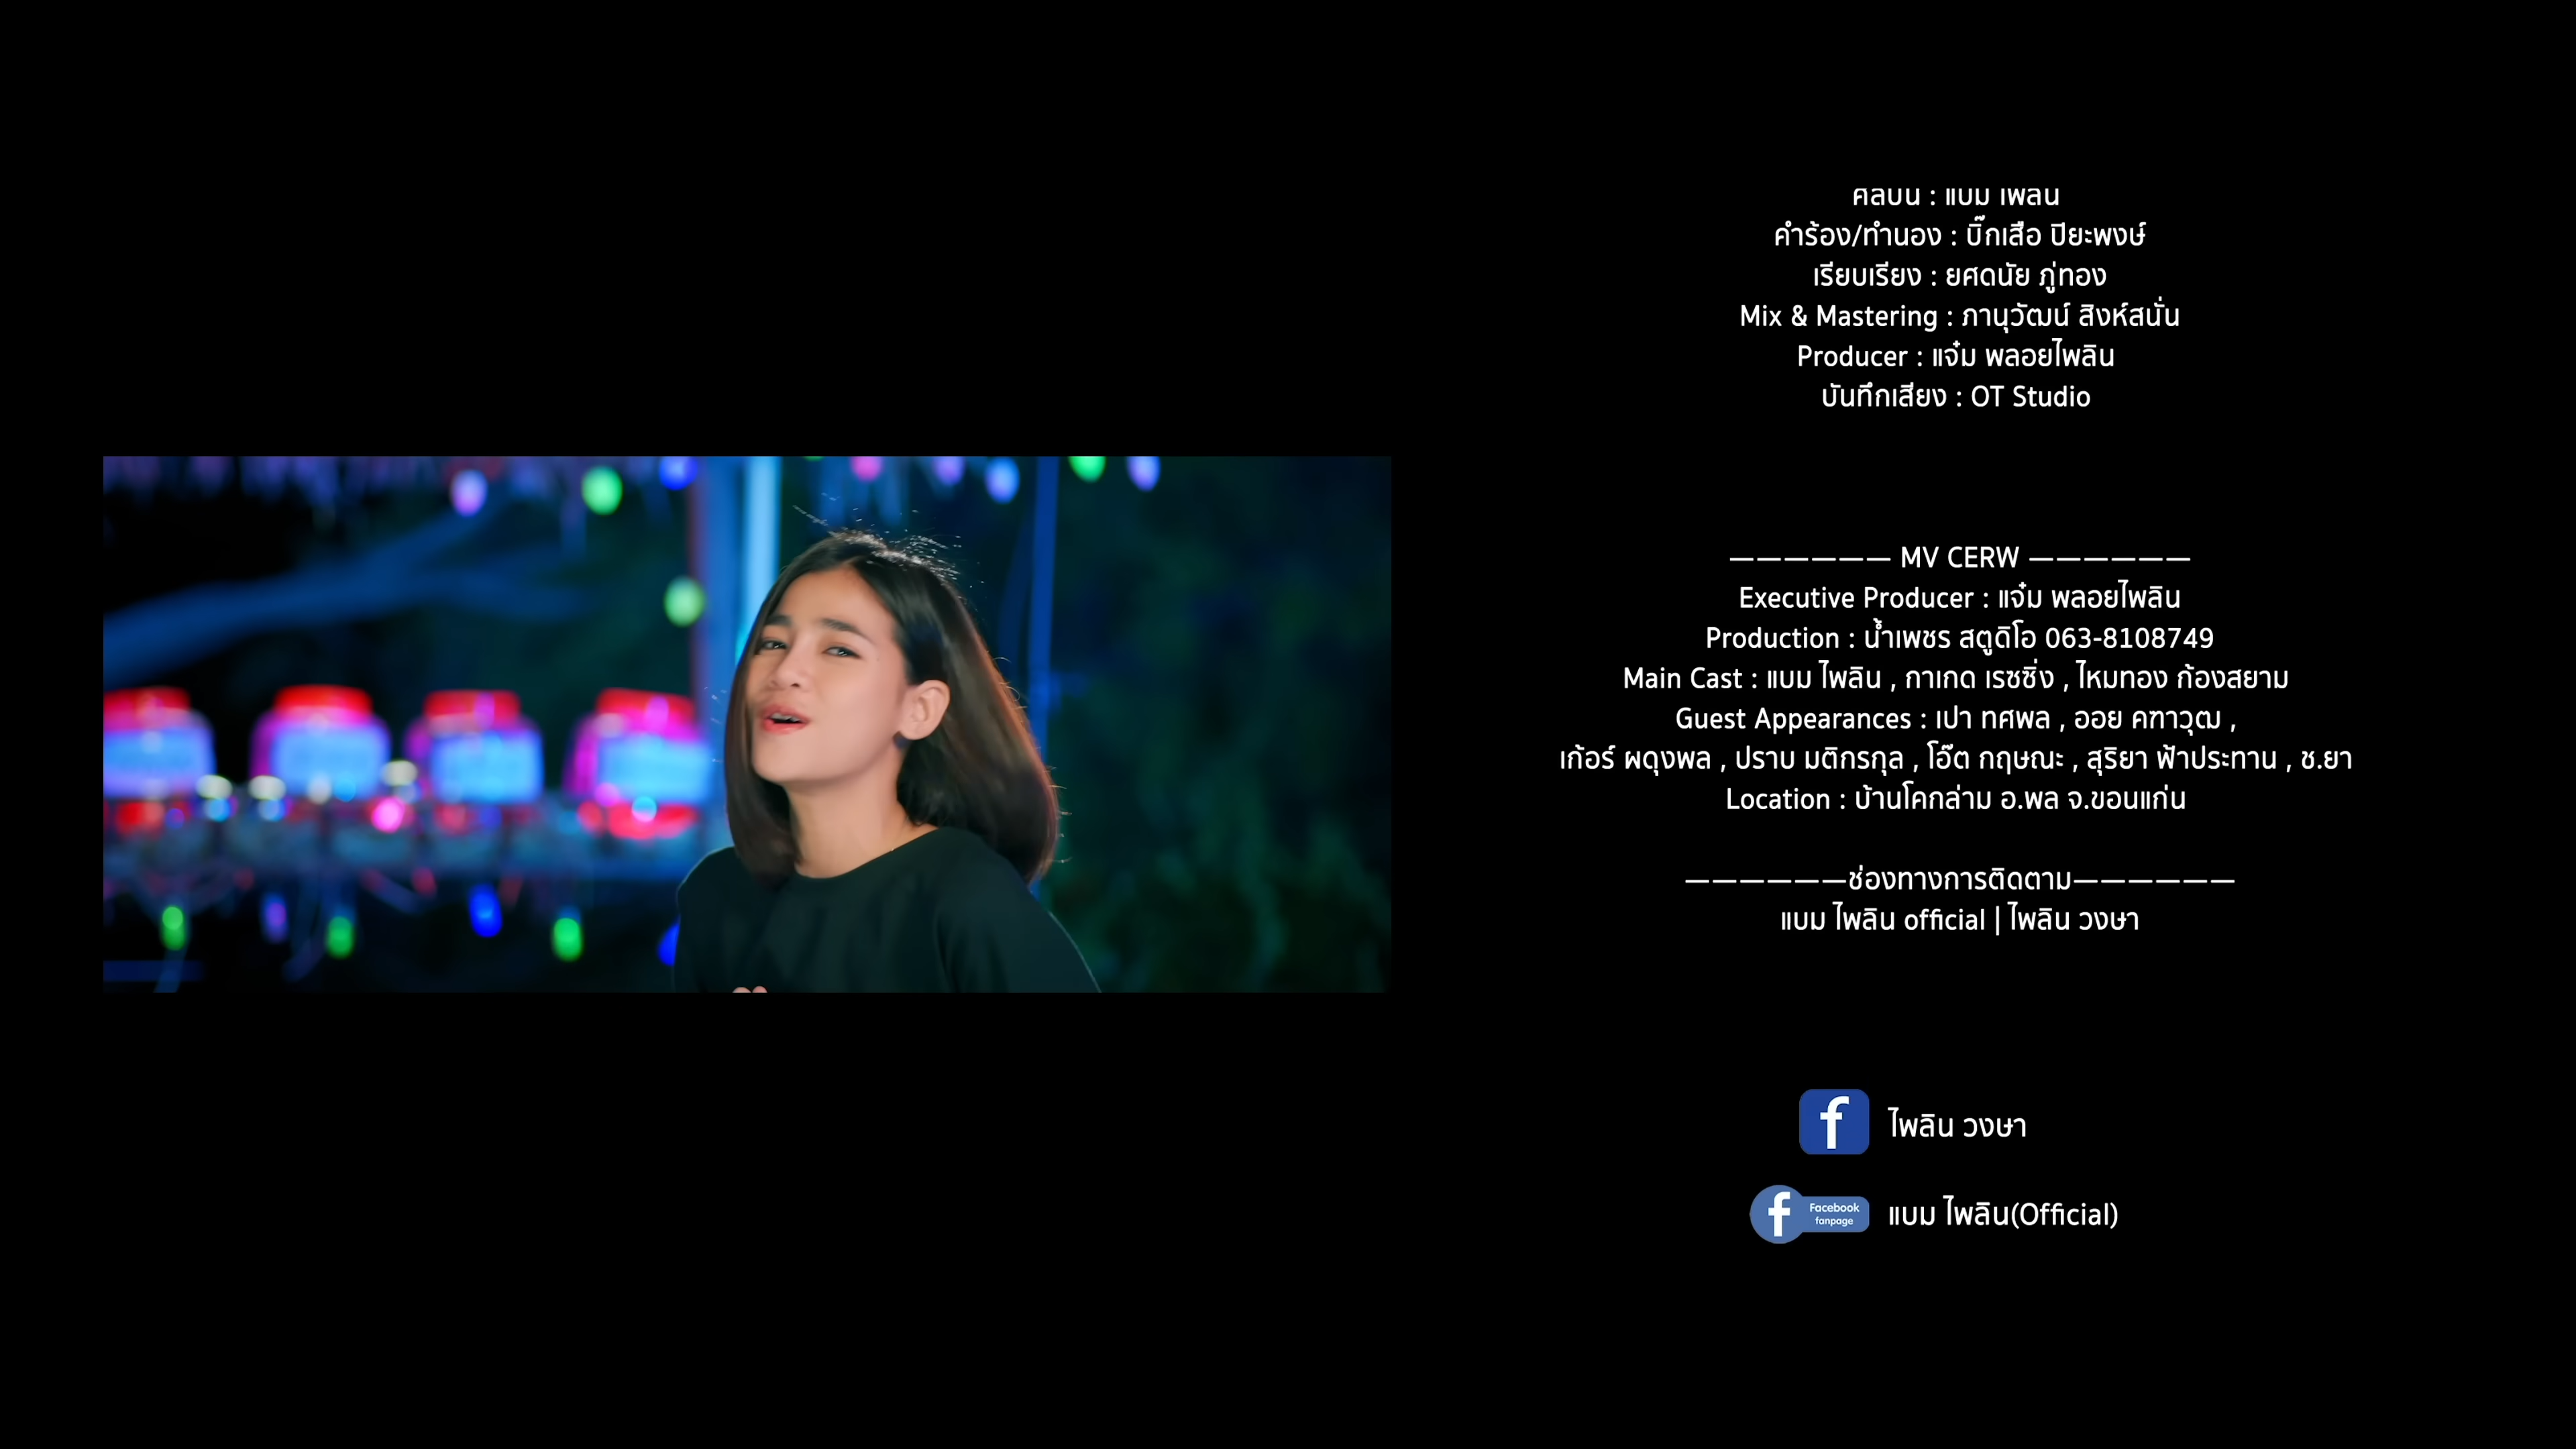 ศิลปิน : แบม ไพลิน
คำร้อง/ทำนอง : บิ๊กเสือ ปิยะพงษ์
เรียบเรียง : ยศดนัย ภู่ทอง
Mix & Mastering : ภานุวัฒน์ สิงห์สนั่น
Producer : แจ๋ม พลอยไพลิน
บันทึกเสียง : OT Studio
—————— MV CERW ——————
Executive Producer : แจ๋ม พลอยไพลิน
Production : น้ำเพชร สตูดิโอ 063-8108749
Main Cast : แบม ไพลิน , กาเกด เรซซิ่ง , ไหมทอง ก้องสยาม
Guest Appearances : เปา ทศพล , ออย คฑาวุฒ ,
เก้อร์ ผดุงพล , ปราบ มติกรกุล , โอ๊ต กฤษณะ , สุริยา ฟ้าประทาน , ช.ยา
Location : บ้านโคกล่าม อ.พล จ.ขอนแก่น
——————ช่องทางการติดตาม——————
แบม ไพลิน official | ไพลิน วงษา
f ไพลิน วงษา
f Facebook fanpage แบม ไพลิน(Official)